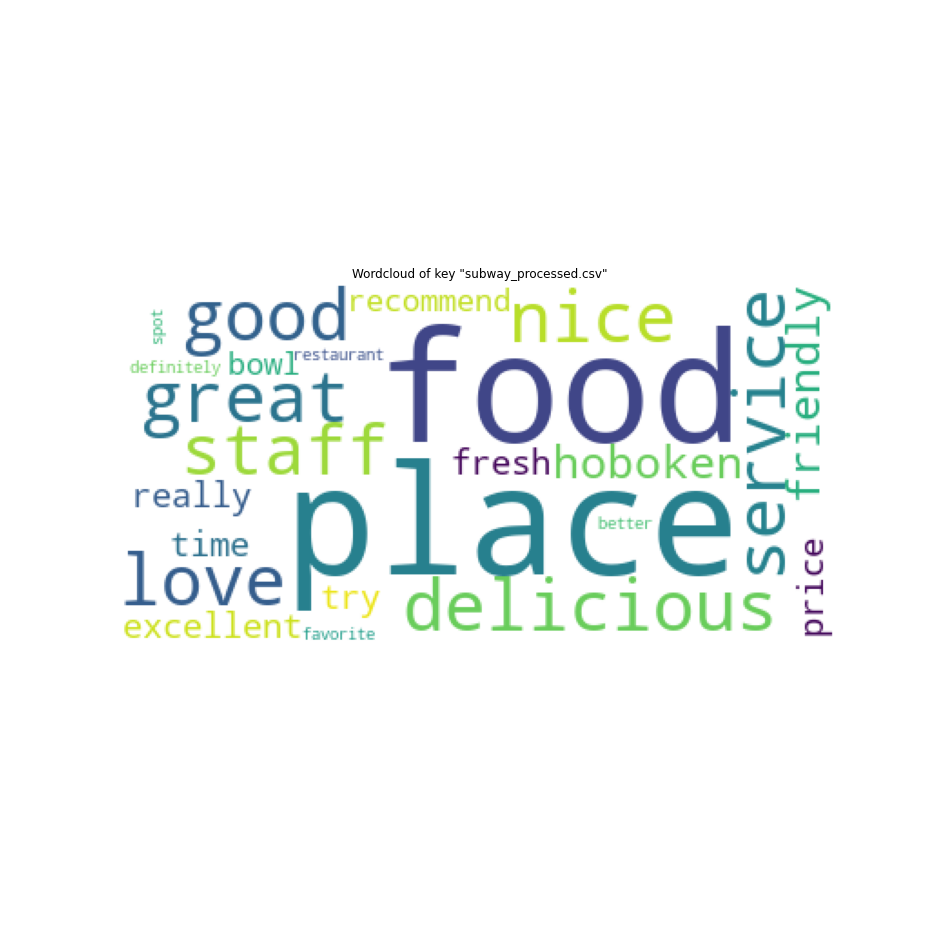 Wordcloud of key "subway_processed.csv"
good
recommend
nice
service
friendly
spot
restaurant
definitely
bowl
food
great
staff
fresh
hoboken
really
place
better
time
price
love
try
delicious
excellent
favorite